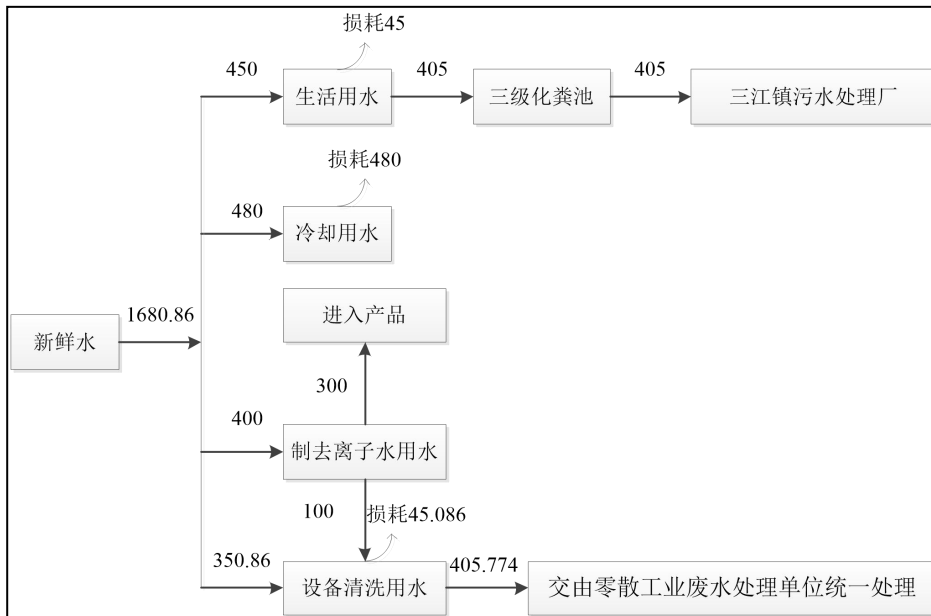 损耗45
450
生活用水
405
三级化粪池
405
三江镇污水处理厂
损耗480
480
冷却用水
新鲜水
1680.86
进入产品
300
400
制去离子水用水
100
损耗45.086
350.86
设备清洗用水
405.774
交由零散工业废水处理单位统一处理